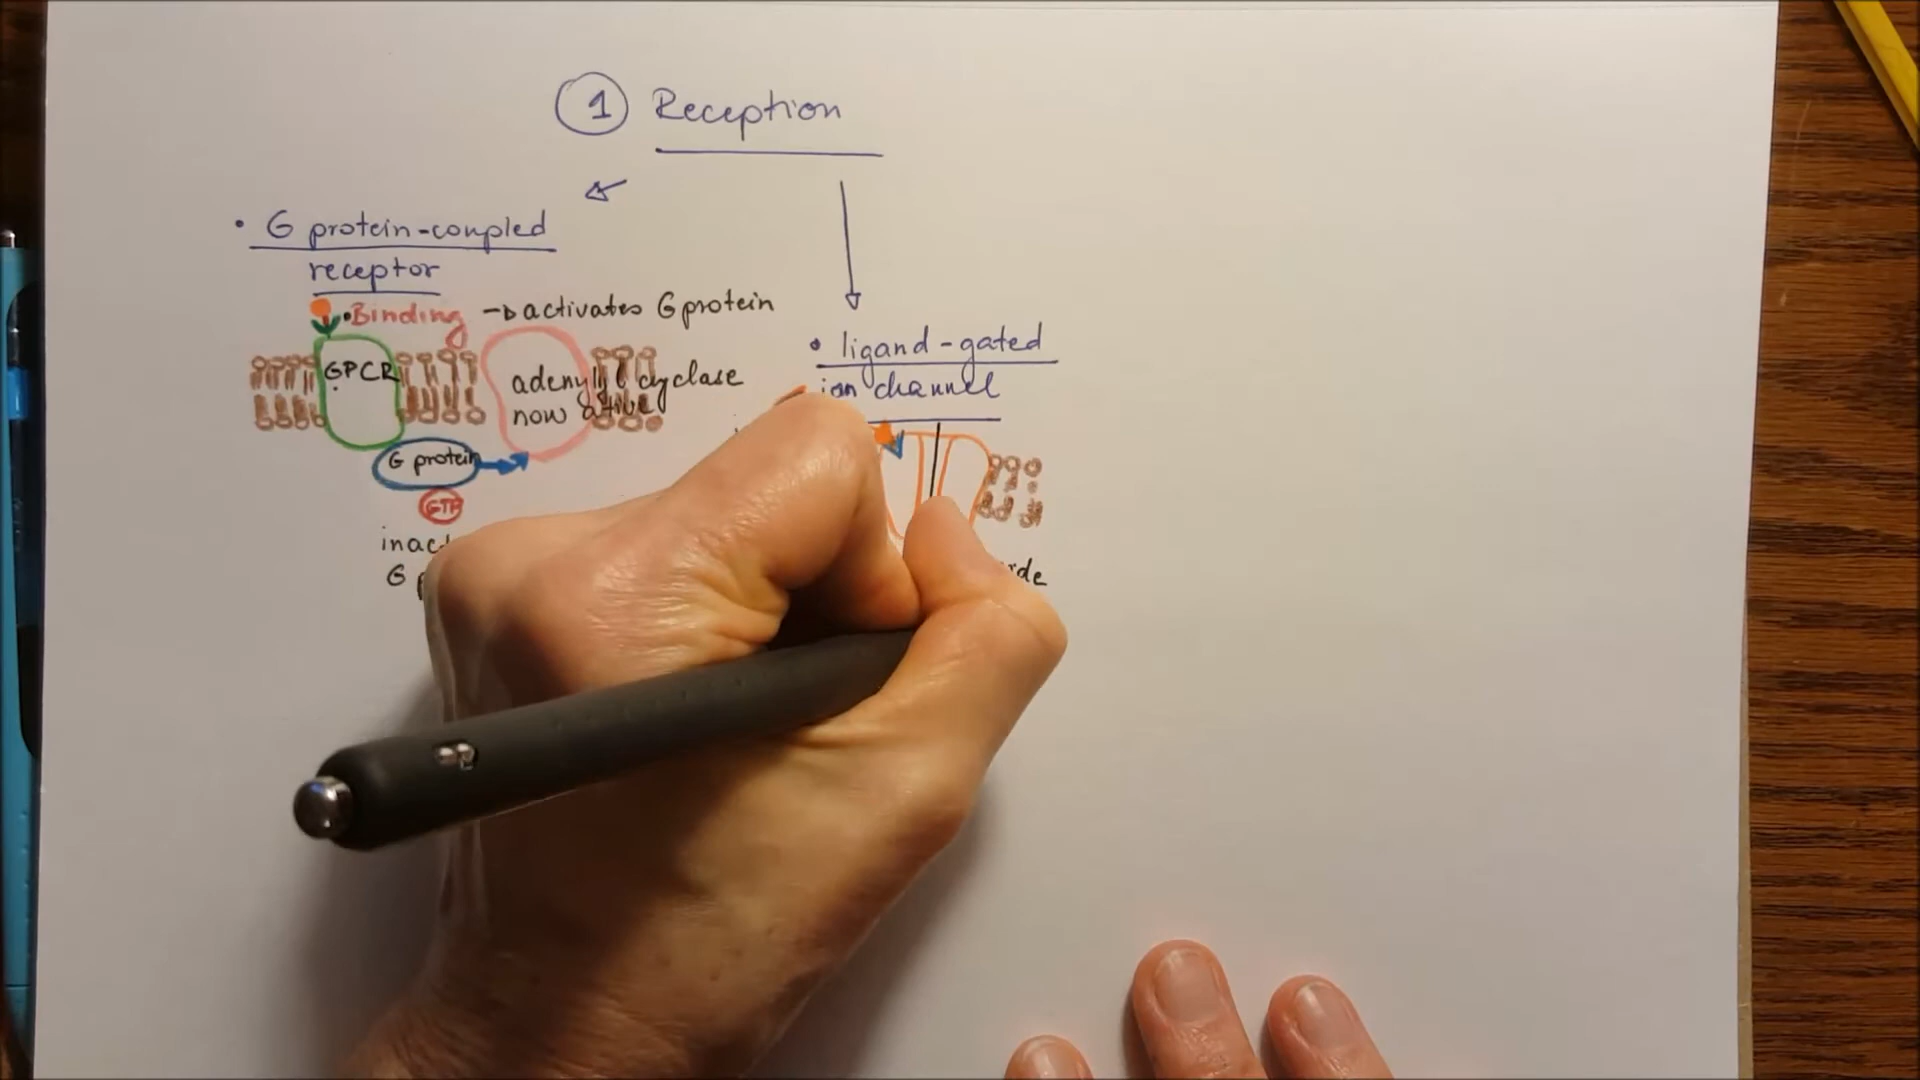 1 Reception
• G protein-coupled
receptor
• Binding → activates G protein
GPCR
adenylyl cyclase
now active
G protein
GTP
G
• ligand-gated
ion channel